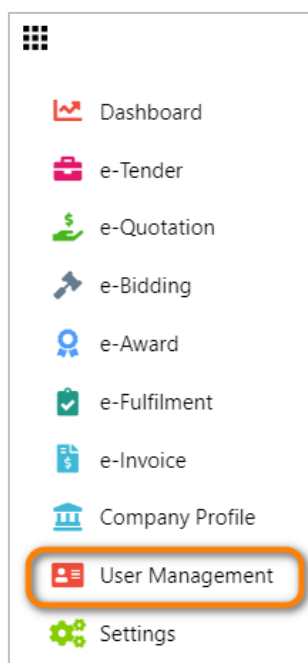 Dashboard
e-Tender
e-Quotation
e-Bidding
e-Award
e-Fulfilment
e-Invoice
Company Profile
User Management
Settings